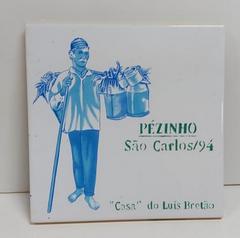 PÉZINHO
São Carlos/94
"Casa" do Luís Bretão